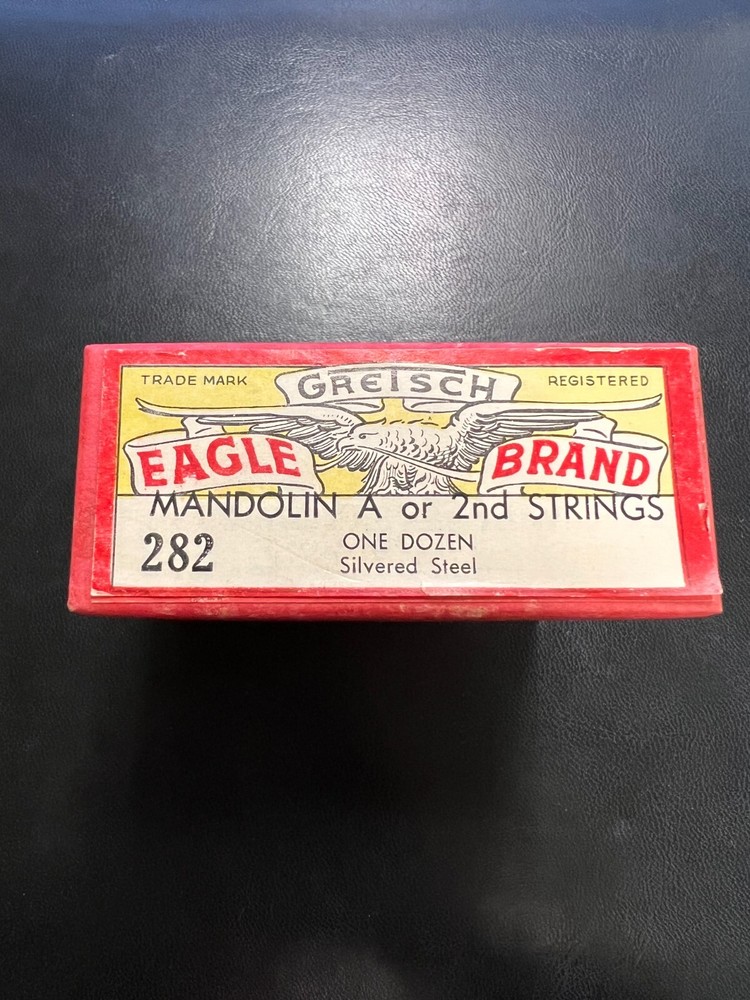 TRADE MARK GRETSCH REGISTERED
EAGLE BRAND
MANDOLIN A or 2nd STRINGS
282 ONE DOZEN
Silvered Steel